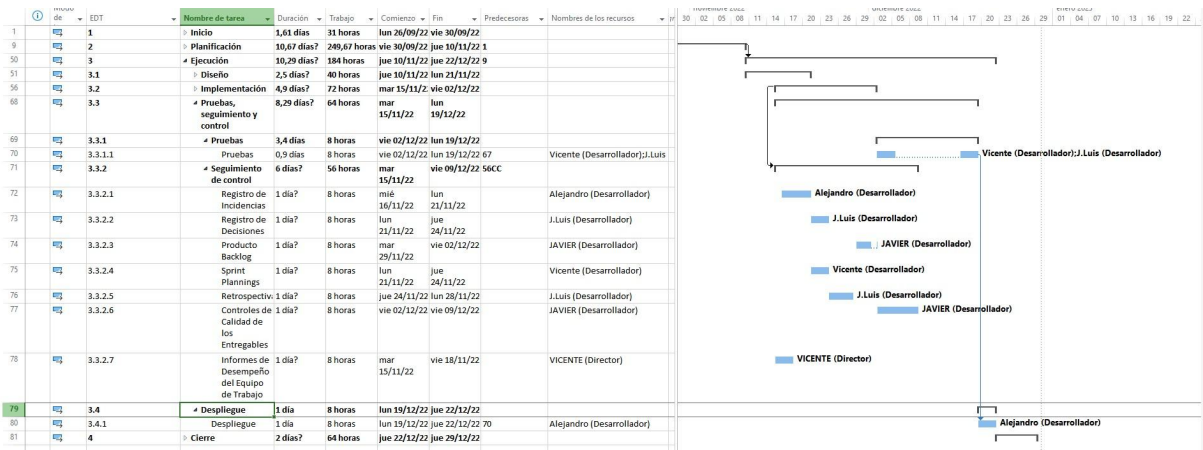 Modo de EDT Nombre de tarea Duración Trabajo Comienzo Fin Predecesoras Nombres de los recursos
noviembre 2022 diciembre 2022 enero 2023
30 02 05 08 11 14 17 20 23 26 29 02 05 08 11 14 17 20 23 26 29 01 04 07 10 13 16 19 22
1 1 Inicio 1,61 días 31 horas lun 26/09/22 vie 30/09/22
9 2 Planificación 10,67 días? 249,67 horas vie 30/09/22 jue 10/11/22 1
50 3 Ejecución 10,29 días? 184 horas jue 10/11/22 jue 22/12/22 9
51 3.1 Diseño 2,5 días? 40 horas jue 10/11/22 lun 21/11/22
56 3.2 Implementación 4,9 días? 72 horas mar 15/11/2 vie 02/12/22
68 3.3 Pruebas, 8,29 días? 64 horas mar lun
seguimiento y 15/11/22 19/12/22
control
69 3.3.1 Pruebas 3,4 días 8 horas vie 02/12/22 lun 19/12/22
70 3.3.1.1 Pruebas 0,9 días 8 horas vie 02/12/22 lun 19/12/22 67 Vicente (Desarrollador);J.Luis
Vicente (Desarrollador);J.Luis (Desarrollador)
71 3.3.2 Seguimiento 6 días? 56 horas mar vie 09/12/22 56CC
de control 15/11/22
72 3.3.2.1 Registro de 1 día? 8 horas mié lun Alejandro (Desarrollador)
Incidencias 16/11/22 21/11/22
Alejandro (Desarrollador)
73 3.3.2.2 Registro de 1 día? 8 horas lun jue J.Luis (Desarrollador)
Decisiones 21/11/22 24/11/22
J.Luis (Desarrollador)
74 3.3.2.3 Producto 1 día? 8 horas mar vie 02/12/22 JAVIER (Desarrollador)
Backlog 29/11/22
JAVIER (Desarrollador)
75 3.3.2.4 Sprint 1 día? 8 horas lun jue Vicente (Desarrollador)
Plannings 21/11/22 24/11/22
Vicente (Desarrollador)
76 3.3.2.5 Retrospectiv 1 día? 8 horas jue 24/11/22 lun 28/11/22 J.Luis (Desarrollador)
J.Luis (Desarrollador)
77 3.3.2.6 Controles de 1 día? 8 horas vie 02/12/22 vie 09/12/22 JAVIER (Desarrollador)
Calidad de
los
Entregables
JAVIER (Desarrollador)
78 3.3.2.7 Informes de 1 día? 8 horas mar vie 18/11/22 VICENTE (Director)
Desempeño 15/11/22
del Equipo
de Trabajo
VICENTE (Director)
79 3.4 Despliegue 1 día 8 horas lun 19/12/22 jue 22/12/22
80 3.4.1 Despliegue 1 día 8 horas lun 19/12/22 jue 22/12/22 70 Alejandro (Desarrollador)
Alejandro (Desarrollador)
81 4 Cierre 2 días? 64 horas jue 22/12/22 jue 29/12/22